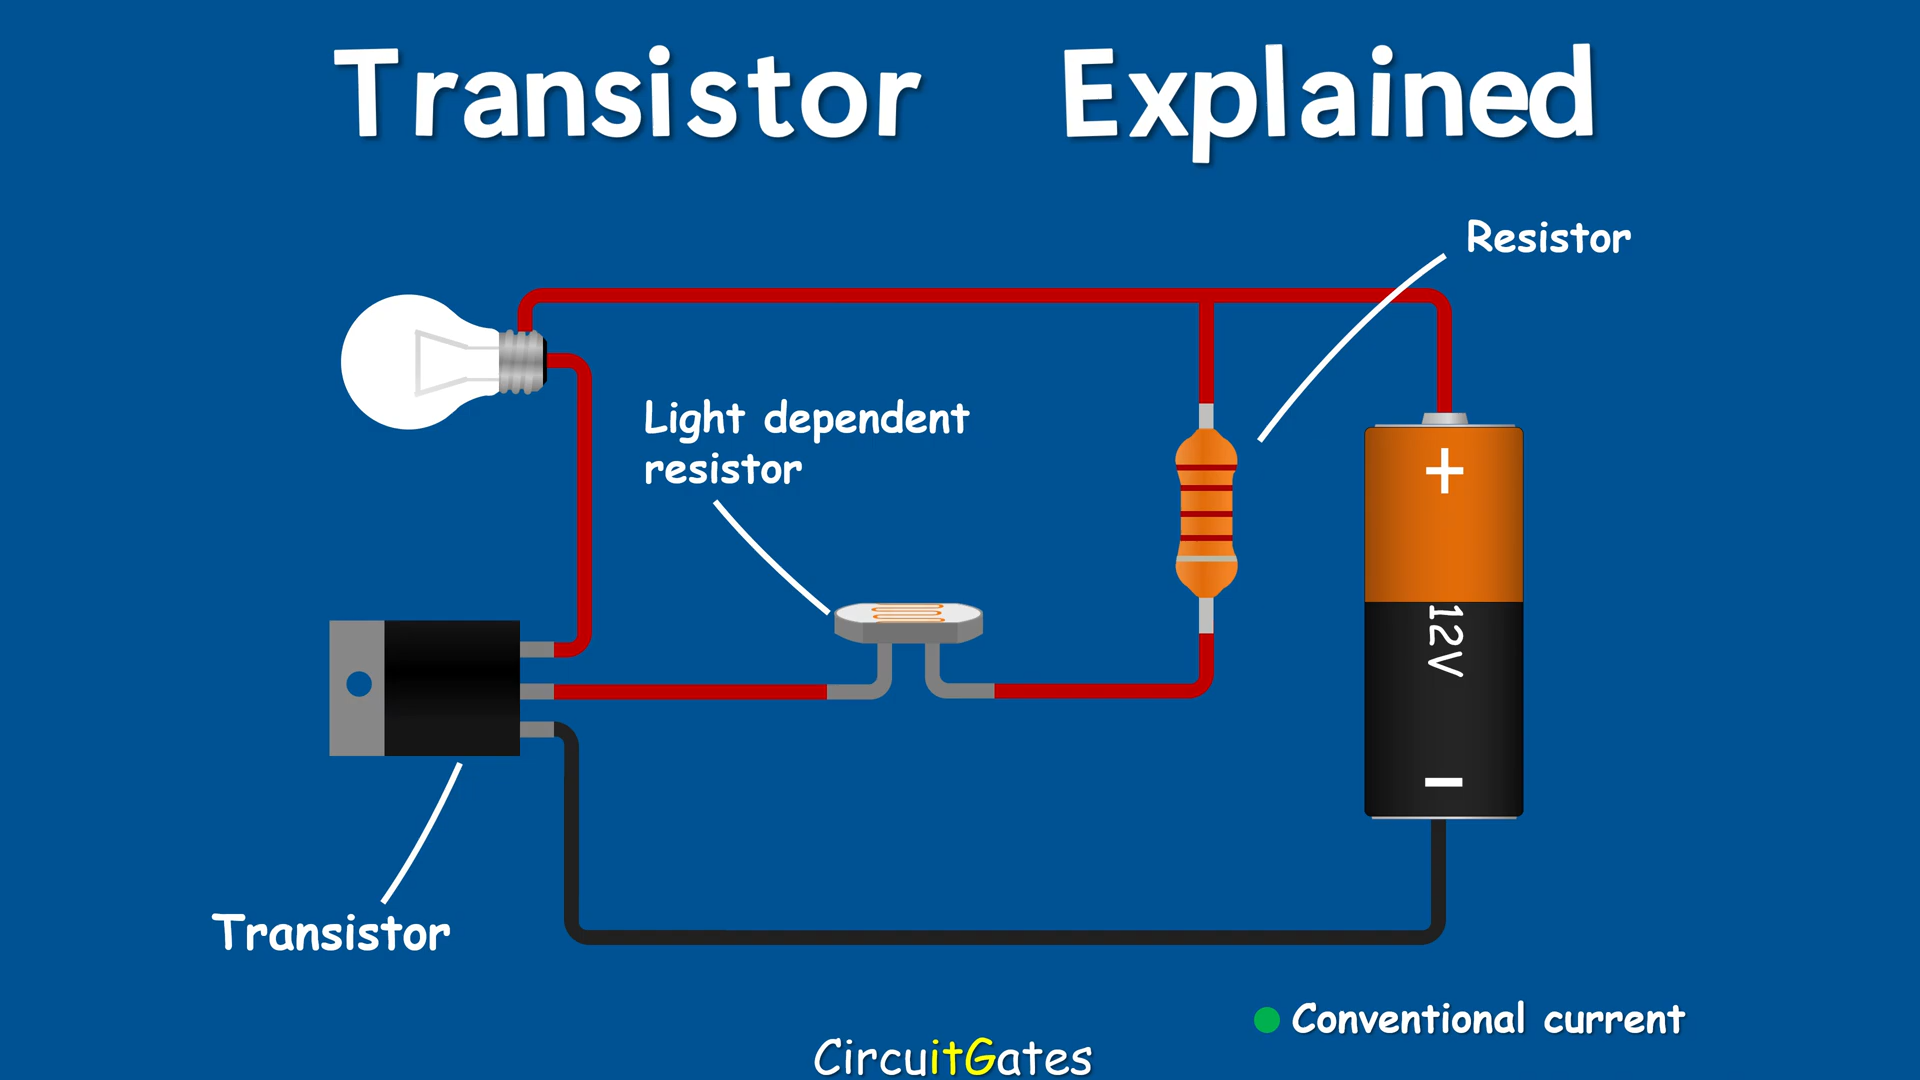 Transistor Explained
Resistor
Light dependent
resistor
+
12V
−
Transistor
Conventional current
CircuitGates